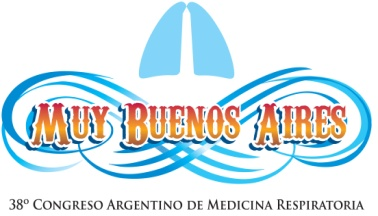 MUY BUENOS AIRES
38º CONGRESO ARGENTINO DE MEDICINA RESPIRATORIA